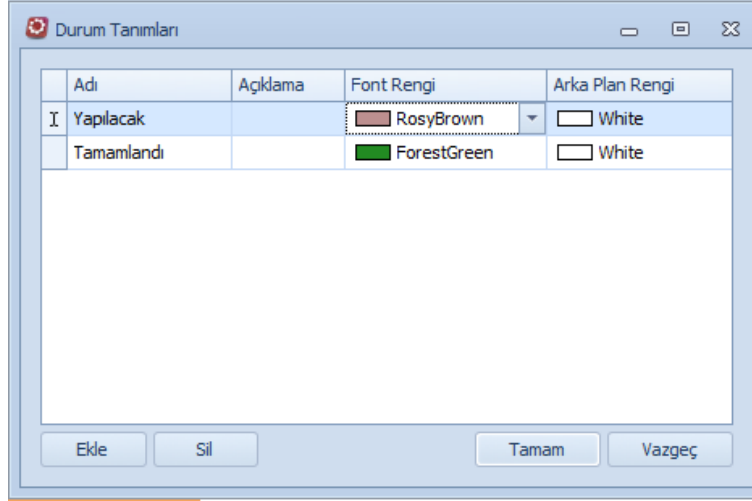 Durum Tanımları
Adı Açıklama Font Rengi Arka Plan Rengi
Yapılacak RosyBrown White
Tamamlandı ForestGreen White
Ekle Sil Tamam Vazgeç